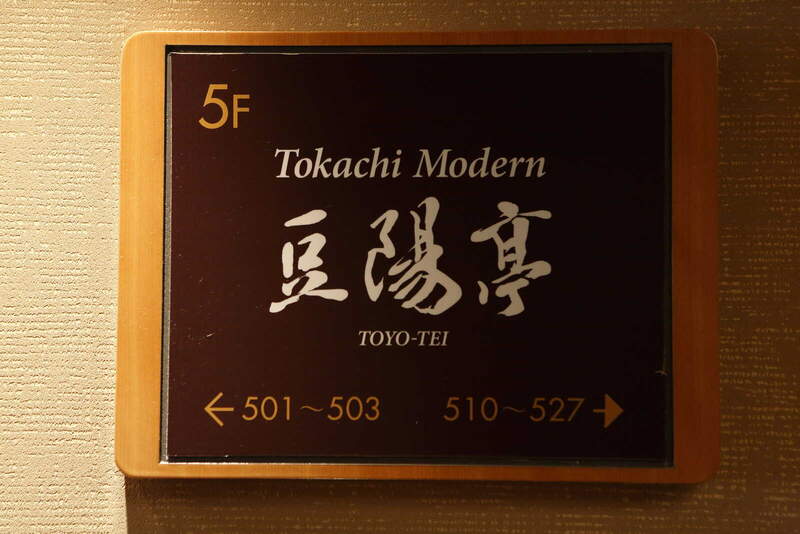 5F
Tokachi Modern
豆陽亭
TOYO-TEI
← 501～503 510～527 →